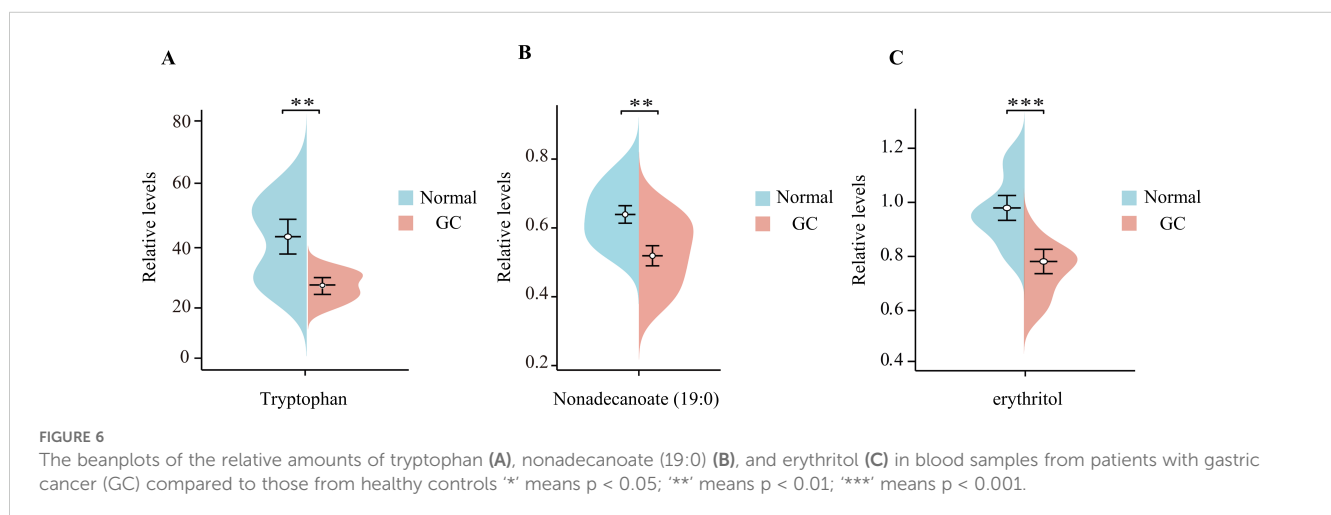 A
**
80
60
40
20
0
Relative levels
Normal
GC
Tryptophan
B
**
0.8
0.6
0.4
0.2
Relative levels
Normal
GC
Nonadecanoate (19:0)
C
***
1.2
1.0
0.8
0.6
0.4
Relative levels
Normal
GC
erythritol
FIGURE 6
The beanplots of the relative amounts of tryptophan (A), nonadecanoate (19:0) (B), and erythritol (C) in blood samples from patients with gastric
cancer (GC) compared to those from healthy controls ‘*’ means p < 0.05; ‘**’ means p < 0.01; ‘***’ means p < 0.001.